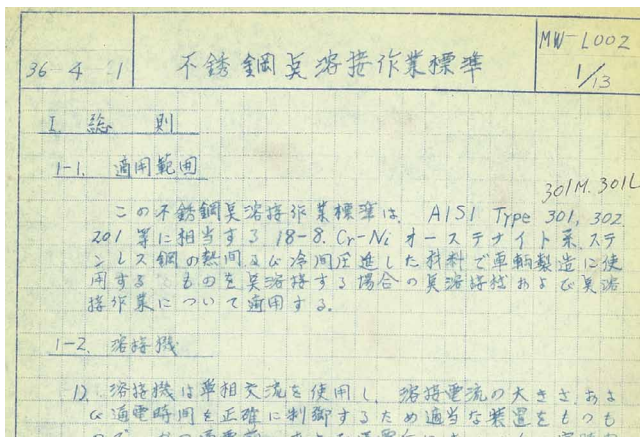 36 4 21
不銹鋼点溶接作業標準
MW-L002
1/13
I. 総 則
1-1. 適用範囲
301M. 301L
この不銹鋼点溶接作業標準は、AISI Type 301, 302.
201 等に相当する 18-8. Cr-Ni オーステナイト系ステ
ンレス鋼の熱間及び冷間圧進した材料で車輌製造に使
用する ものを点溶接する場合の点溶接機および点溶
接作業について適用する。
1-2. 溶接機
1). 溶接機は単相交流を使用し、溶接電流の大きさ、およ
び通電時間を正確に制御するため適当な装置をもつも